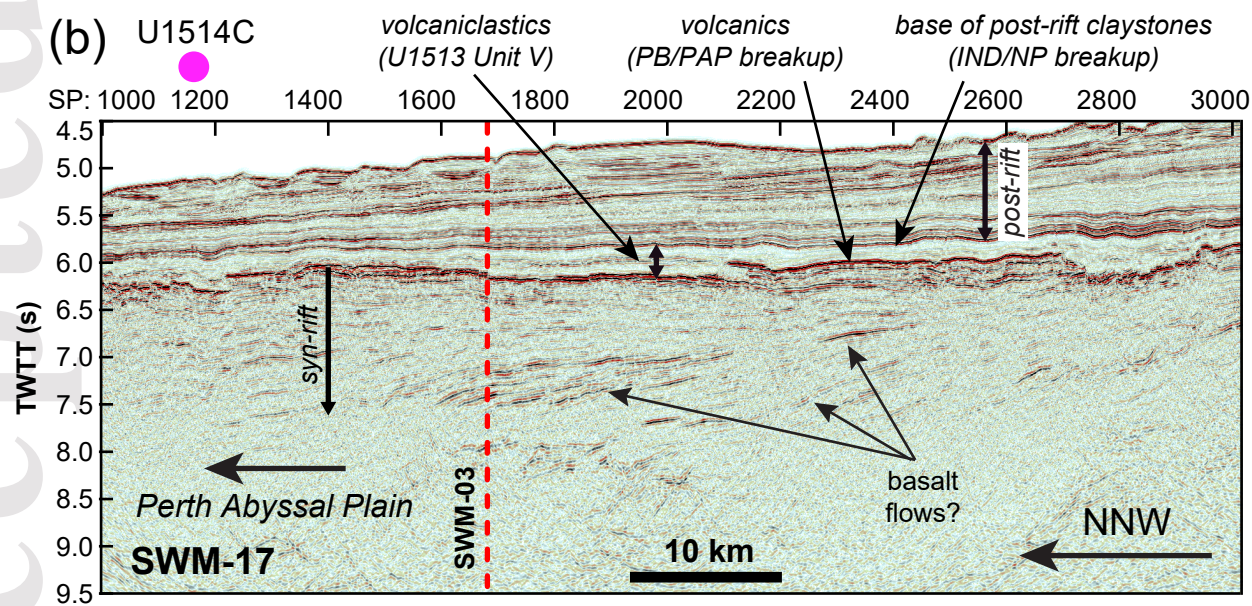 (b)
U1514C
volcaniclastics
(U1513 Unit V)
volcanics
(PB/PAP breakup)
base of post-rift claystones
(IND/NP breakup)
SP: 1000 1200 1400 1600 1800 2000 2200 2400 2600 2800 3000
4.5
5.0
5.5
6.0
6.5
7.0
7.5
8.0
8.5
9.0
9.5
TWTT (s)
post-rift
syn-rift
basalt
flows?
Perth Abyssal Plain
SWM-17
SWM-03
10 km
NNW